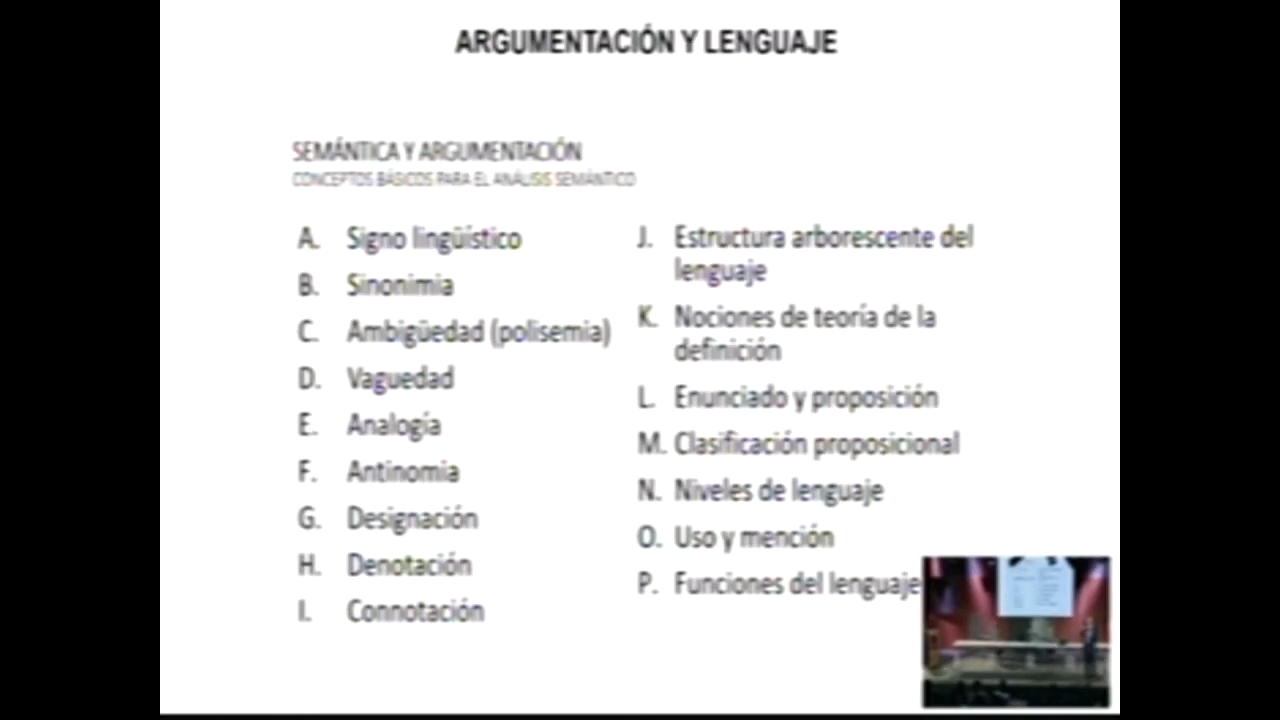 ARGUMENTACIÓN Y LENGUAJE
SEMÁNTICA Y ARGUMENTACIÓN
CONCEPTOS BÁSICOS PARA EL ANÁLISIS SEMÁNTICO
A. Signo lingüístico
B. Sinonimia
C. Ambigüedad (polisemia)
D. Vaguedad
E. Analogía
F. Antinomia
G. Designación
H. Denotación
I. Connotación
J. Estructura arborescente del
lenguaje
K. Nociones de teoría de la
definición
L. Enunciado y proposición
M. Clasificación proposicional
N. Niveles de lenguaje
O. Uso y mención
P. Funciones del lenguaje